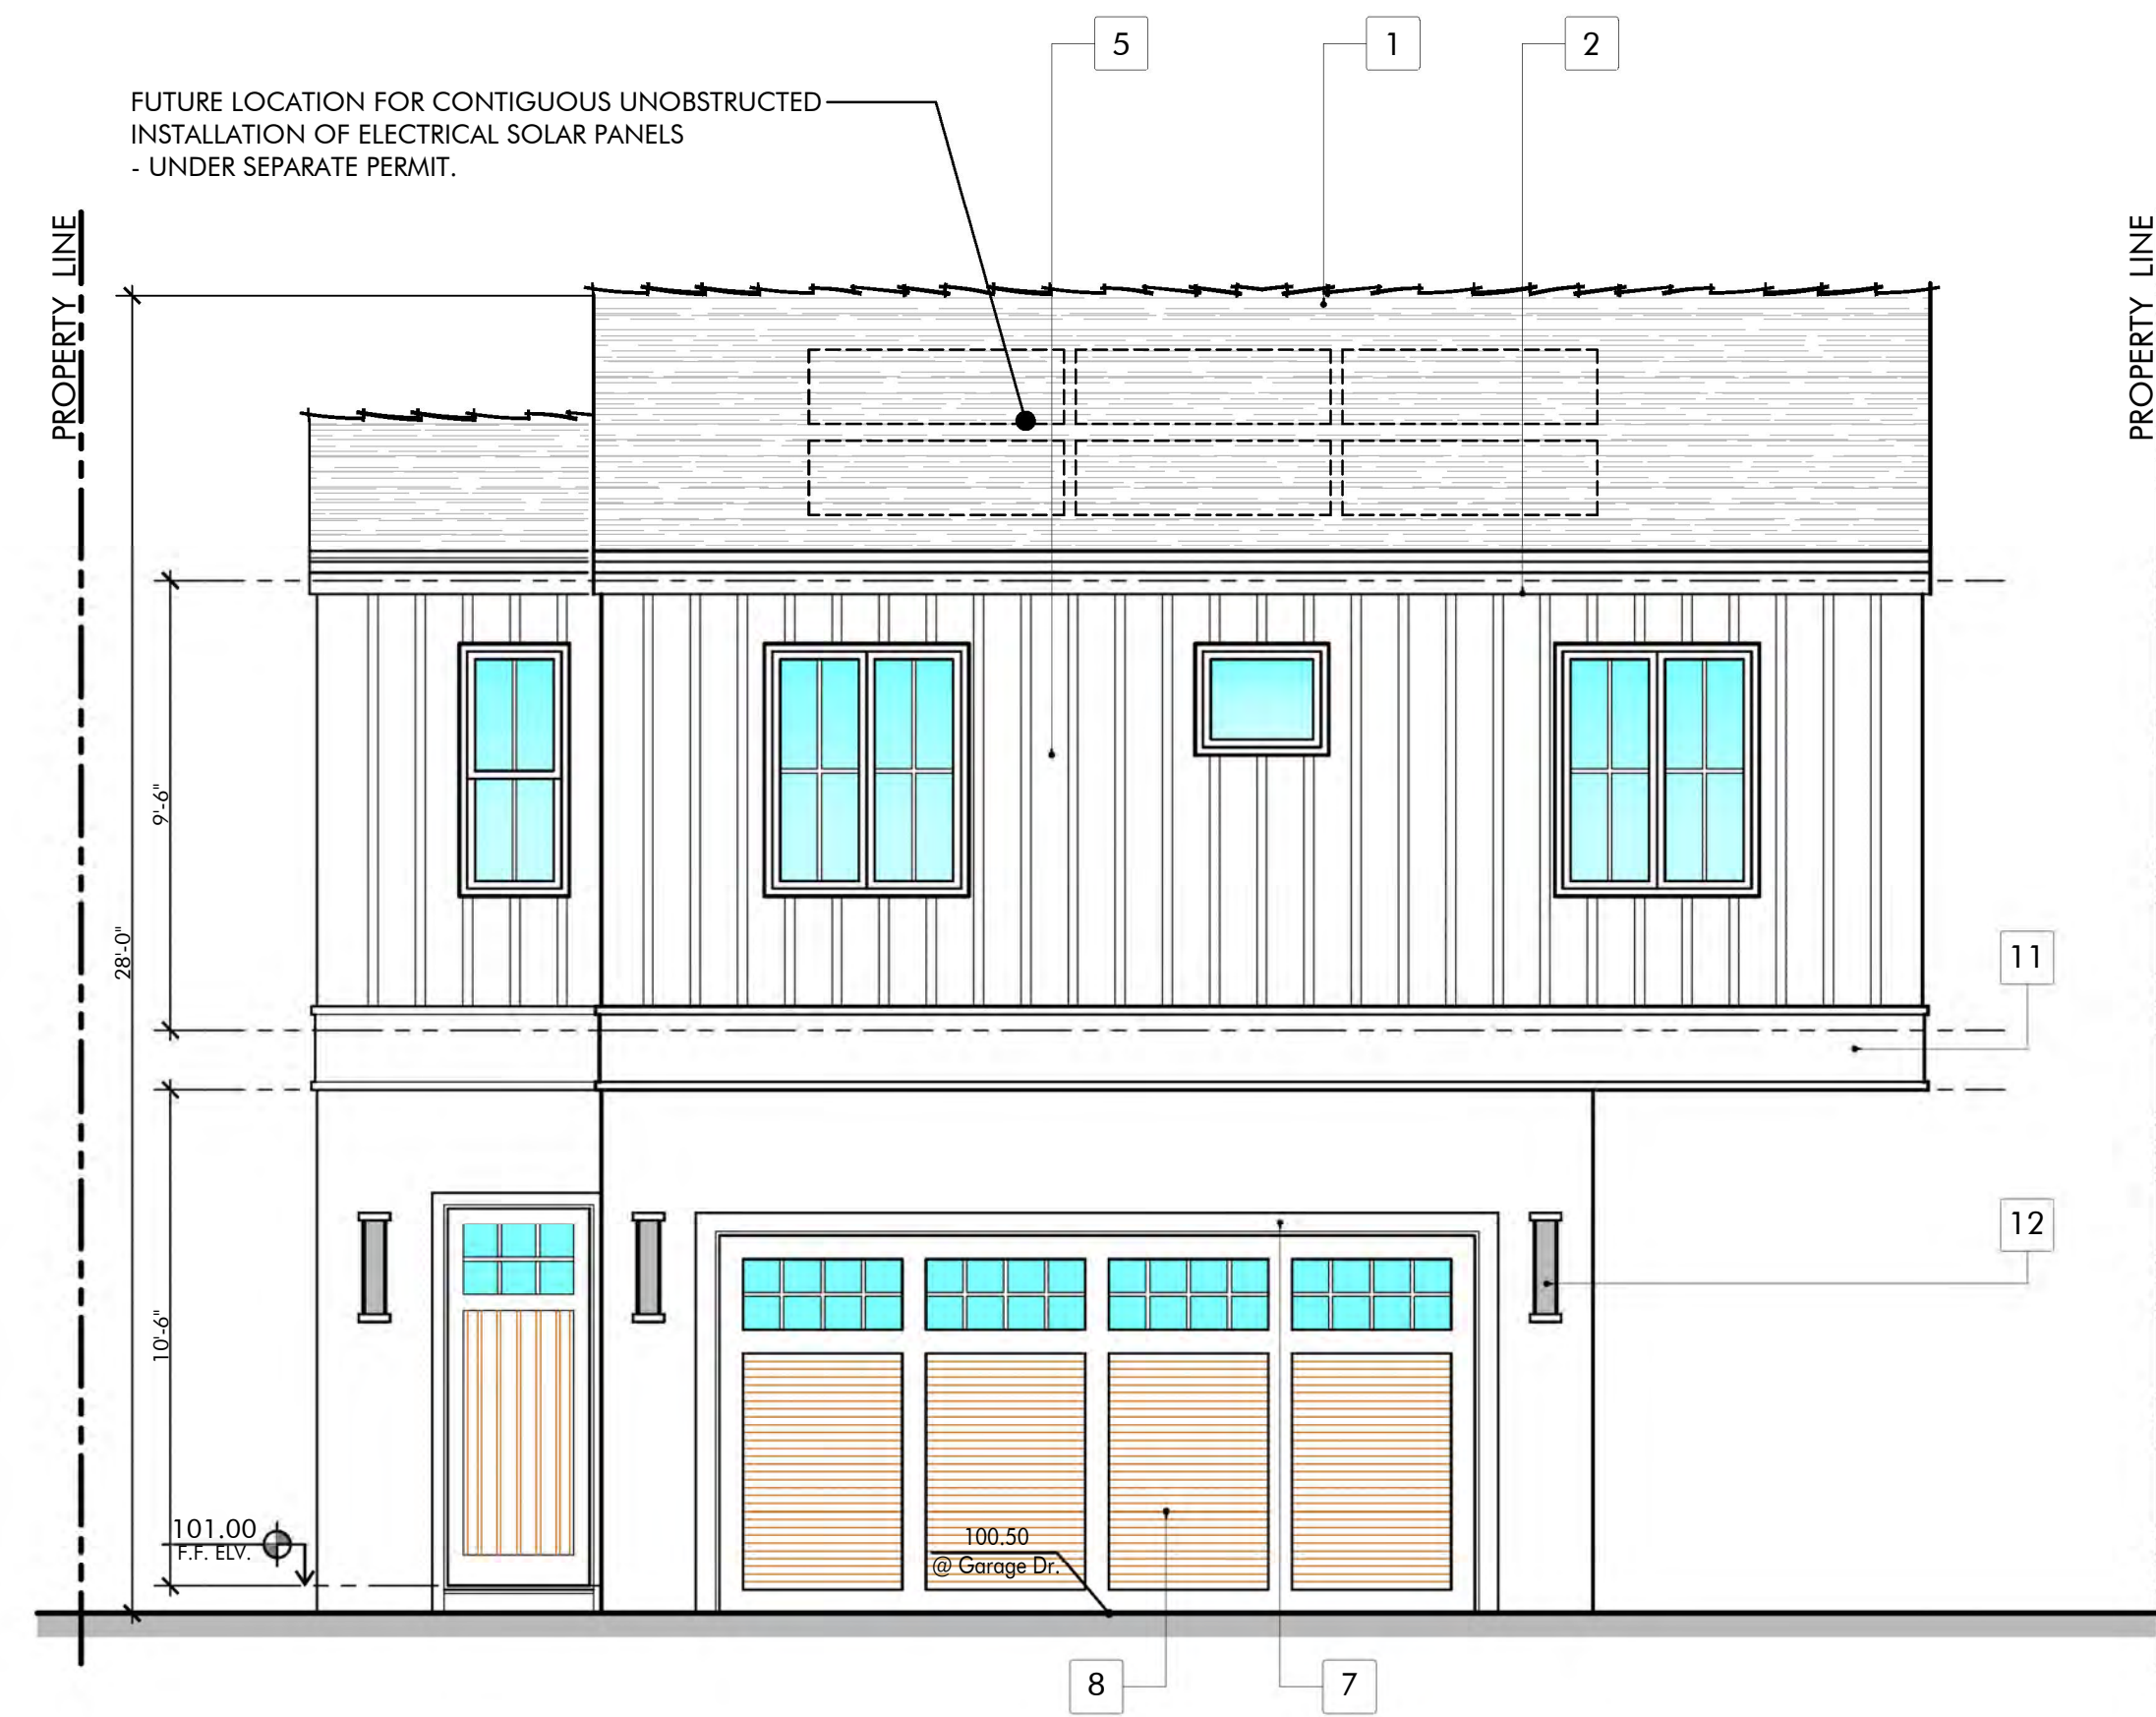 5
1
2
FUTURE LOCATION FOR CONTIGUOUS UNOBSTRUCTED
INSTALLATION OF ELECTRICAL SOLAR PANELS
- UNDER SEPARATE PERMIT.
PROPERTY LINE
PROPERTY LINE
9'-6"
28'-0"
11
12
10'-6"
101.00
F.F. ELV.
100.50
@ Garage Dr.
8
7